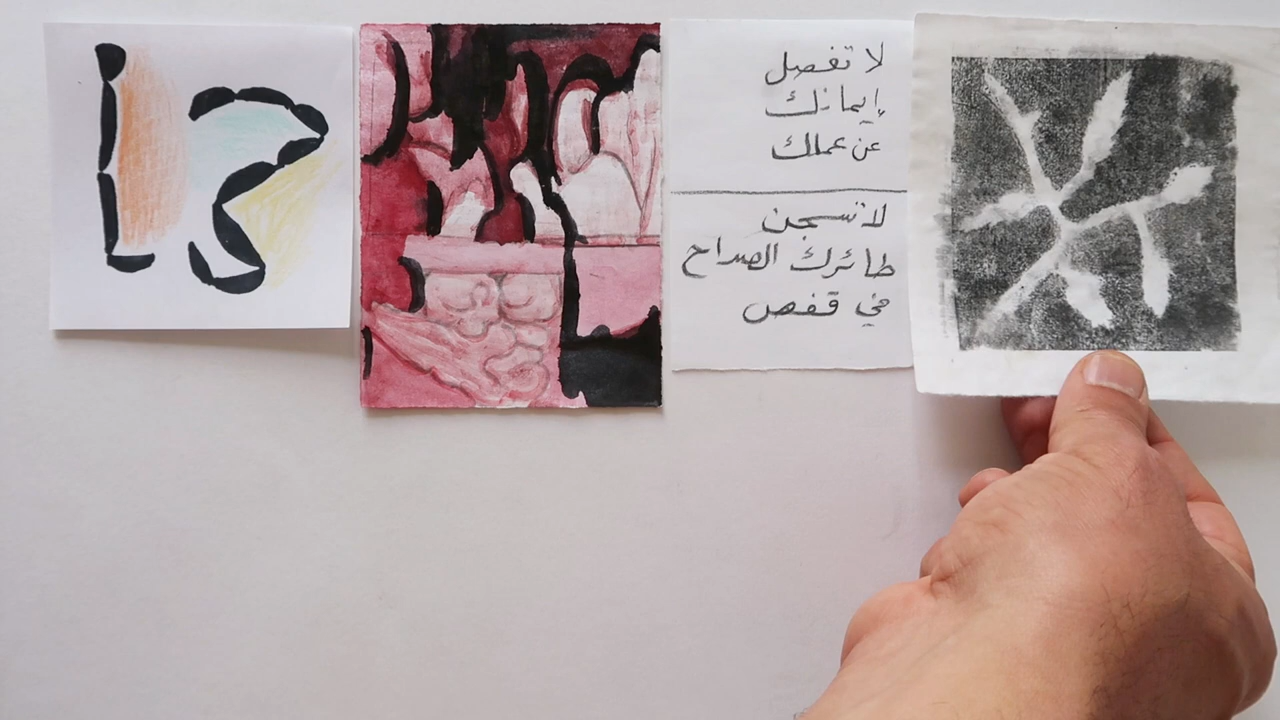 لا تفصل
إيمانك
عن عملك
لا تسجن
طائرك الصداح
في قفص